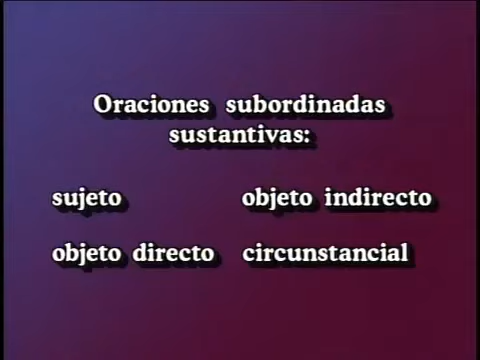 Oraciones subordinadas
sustantivas:
sujeto
objeto indirecto
objeto directo
circunstancial